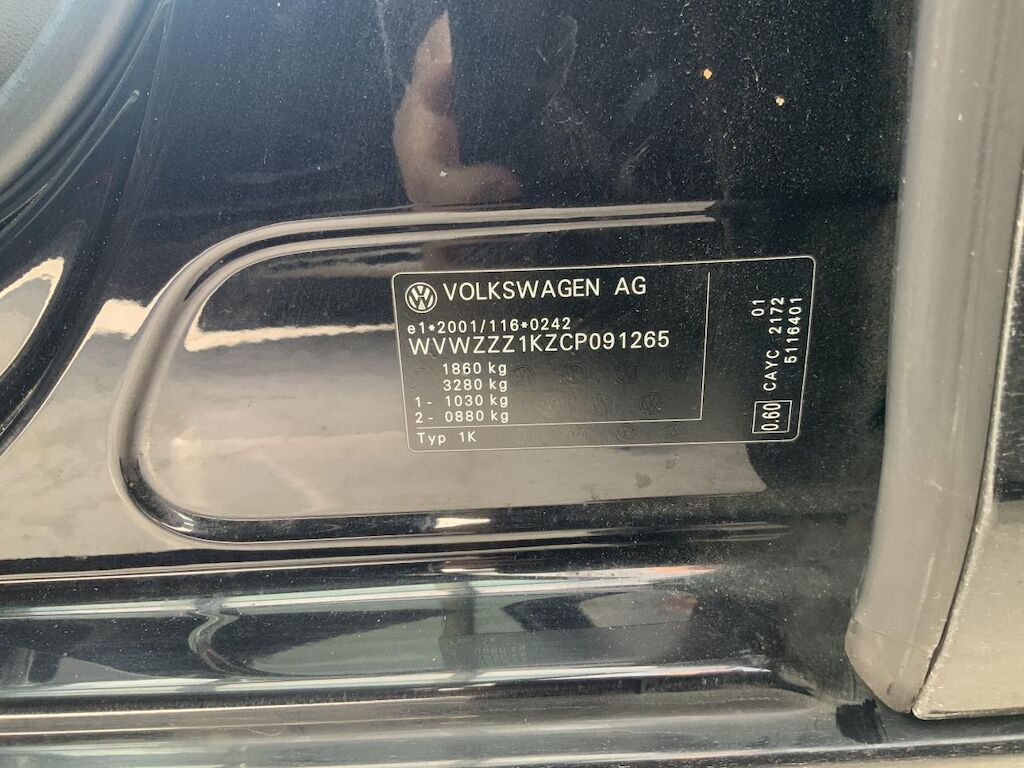 VOLKSWAGEN AG
e1*2001/116*0242
WVWZZZ1KZCP091265
1860 kg
3280 kg
1- 1030 kg
2- 0880 kg
Typ 1K
01
CAYC 2172
5116401
0.60